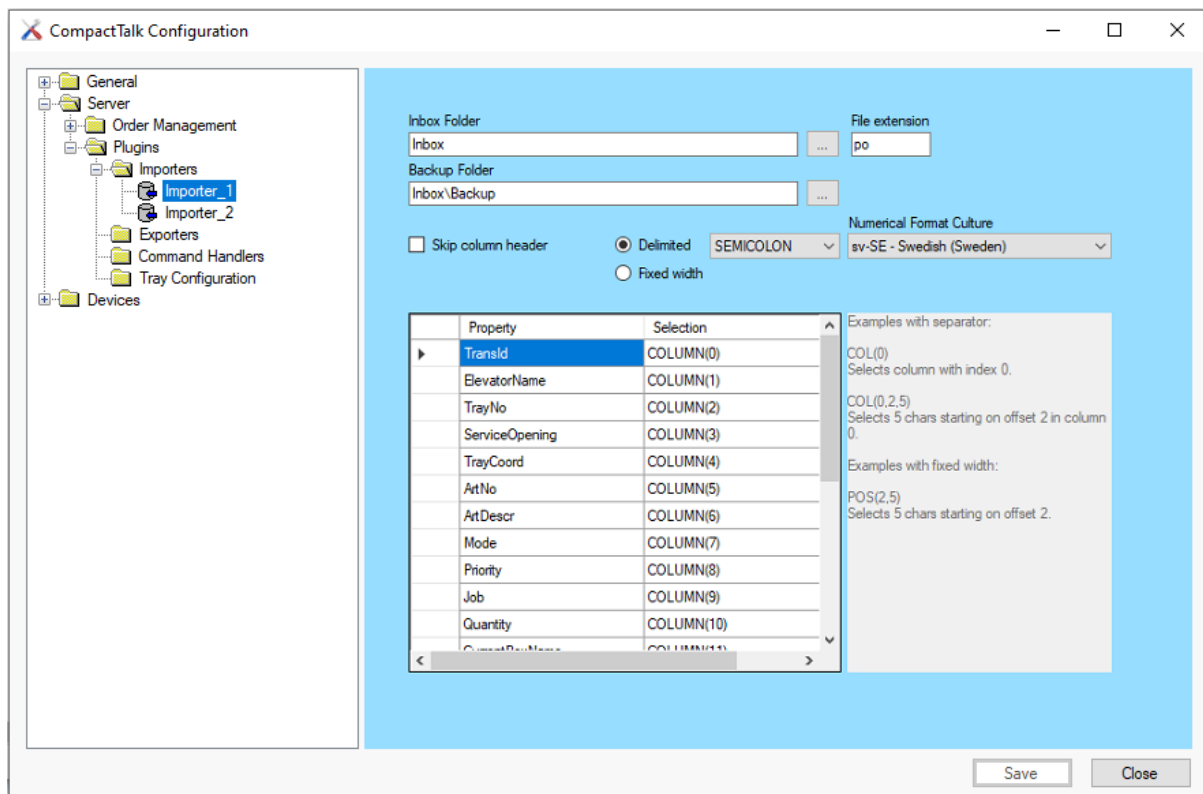 CompactTalk Configuration
General
Server
Order Management
Plugins
Importers
Importer_1
Importer_2
Exporters
Command Handlers
Tray Configuration
Devices
Inbox Folder
File extension
Inbox
...
po
Backup Folder
Inbox\Backup
...
Numerical Format Culture
Skip column header
Delimited
SEMICOLON
sv-SE - Swedish (Sweden)
Fixed width
Property Selection
TransId COLUMN(0)
ElevatorName COLUMN(1)
TrayNo COLUMN(2)
ServiceOpening COLUMN(3)
TrayCoord COLUMN(4)
ArtNo COLUMN(5)
ArtDescr COLUMN(6)
Mode COLUMN(7)
Priority COLUMN(8)
Job COLUMN(9)
Quantity COLUMN(10)
CurrentBoxName COLUMN(11)
Examples with separator:
COL(0)
Selects column with index 0.
COL(0,2,5)
Selects 5 chars starting on offset 2 in column
0.
Examples with fixed width:
POS(2,5)
Selects 5 chars starting on offset 2.
Save
Close